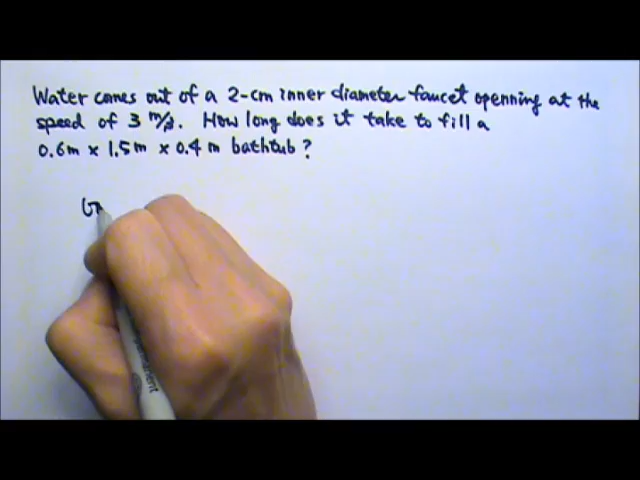 Water comes out of a 2-cm inner diameter faucet openning at the
speed of 3 m/s. How long does it take to fill a
0.6m x 1.5m x 0.4 m bathtub?